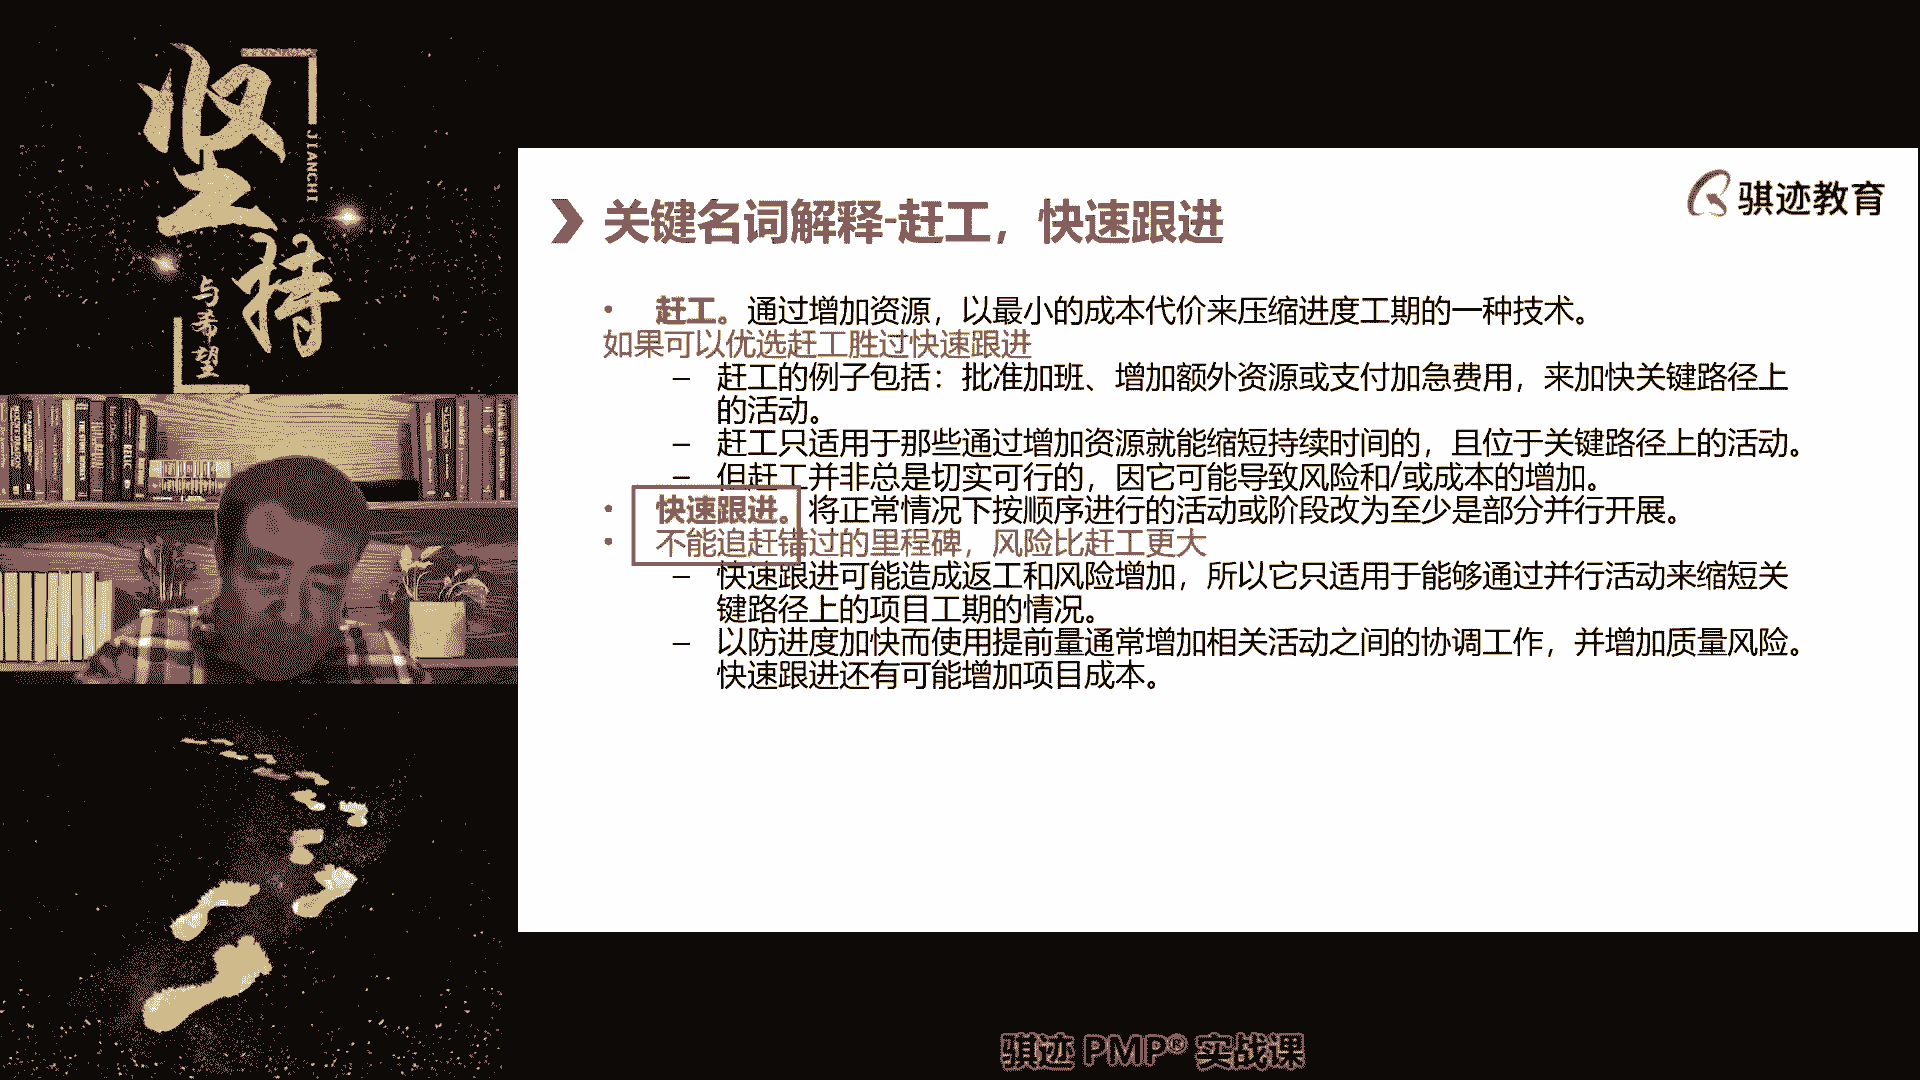 坚持
JIANCHI
与希望
骐迹教育
关键名词解释-赶工，快速跟进
• 赶工。通过增加资源，以最小的成本代价来压缩进度工期的一种技术。
如果可以优选赶工胜过快速跟进
– 赶工的例子包括：批准加班、增加额外资源或支付加急费用，来加快关键路径上
的活动。
– 赶工只适用于那些通过增加资源就能缩短持续时间的，且位于关键路径上的活动。
– 但赶工并非总是切实可行的，因它可能导致风险和/或成本的增加。
• 快速跟进。将正常情况下按顺序进行的活动或阶段改为至少是部分并行开展。
• 不能追赶错过的里程碑，风险比赶工更大
– 快速跟进可能造成返工和风险增加，所以它只适用于能够通过并行活动来缩短关
键路径上的项目工期的情况。
– 以防进度加快而使用提前量通常增加相关活动之间的协调工作，并增加质量风险。
快速跟进还有可能增加项目成本。
骐迹 PMP® 实战课